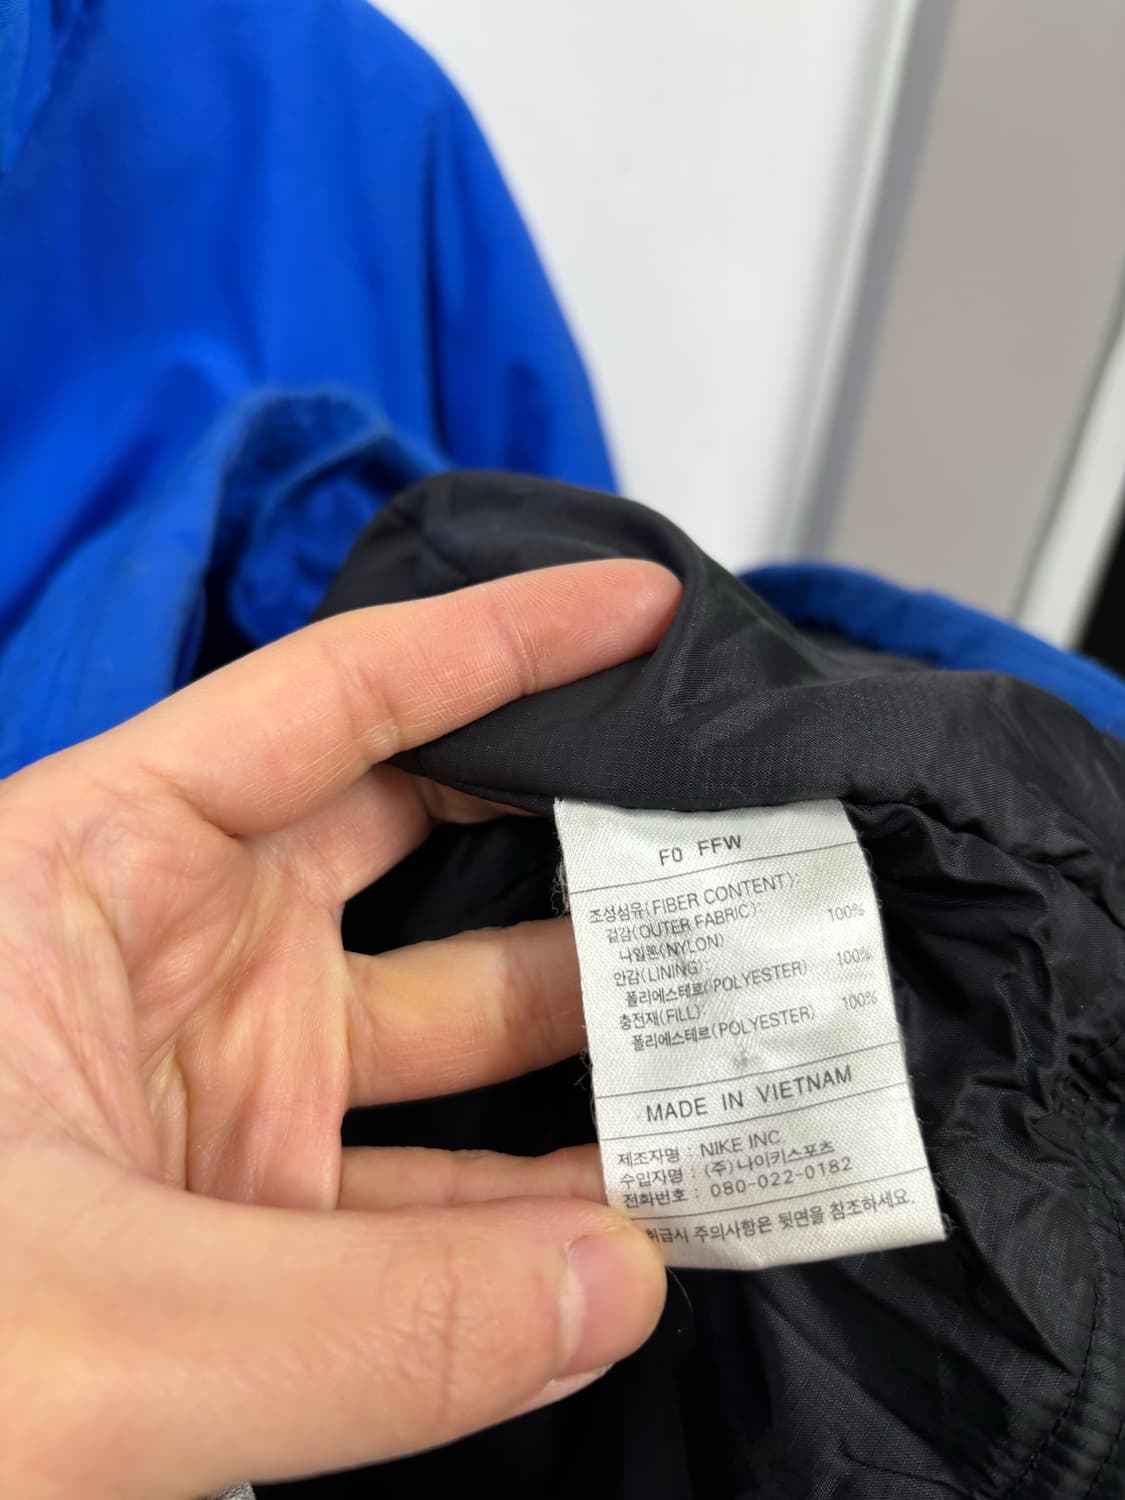 F0 FFW
조성섬유(FIBER CONTENT):
겉감(OUTER FABRIC):
나일론(NYLON) 100%
안감(LINING):
폴리에스테르(POLYESTER) 100%
충전재(FILL):
폴리에스테르(POLYESTER) 100%
MADE IN VIETNAM
제조자명 : NIKE INC.
수입자명 : (주)나이키스포츠
전화번호 : 080-022-0182
취급시 주의사항은 뒷면을 참조하세요.